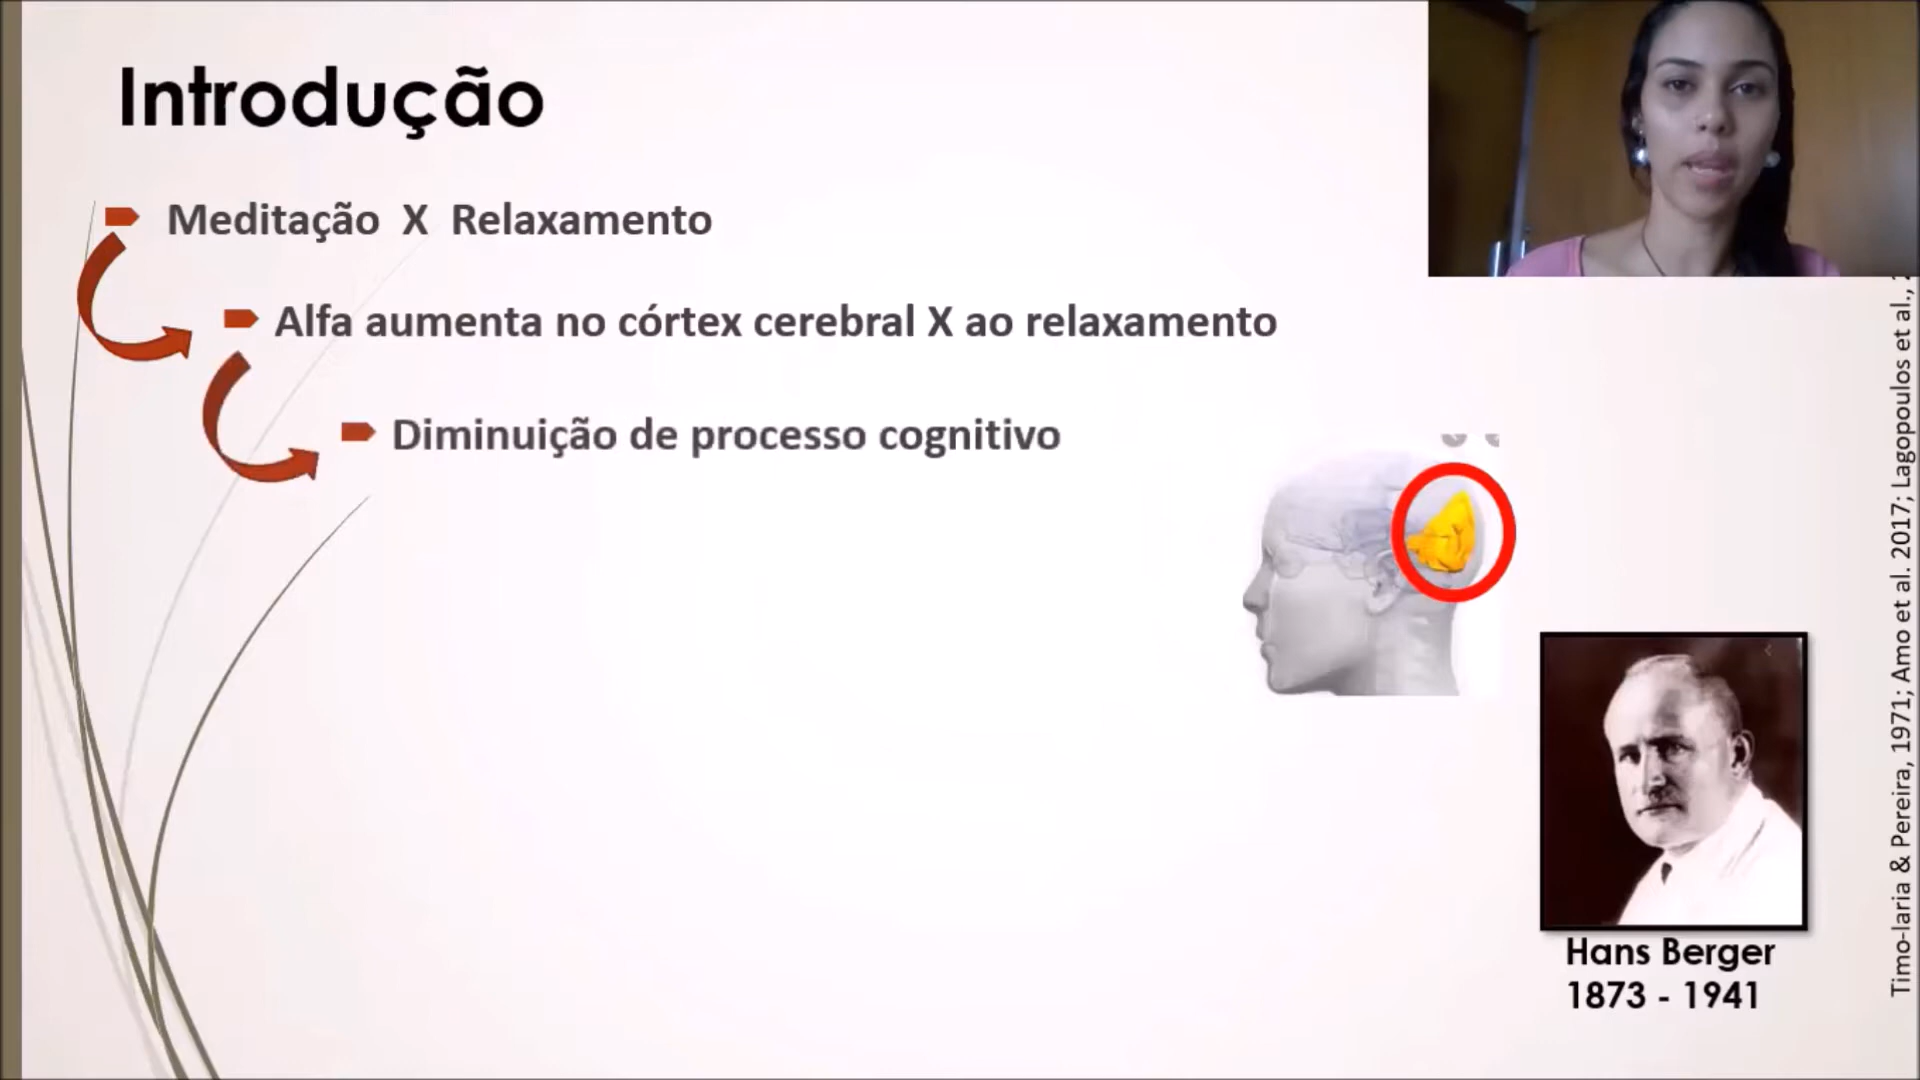 Introdução
Meditação X Relaxamento
Alfa aumenta no córtex cerebral X ao relaxamento
Diminuição de processo cognitivo
Hans Berger
1873 - 1941
Timo-Iaria & Pereira, 1971; Amo et al. 2017; Lagopoulos et al.,